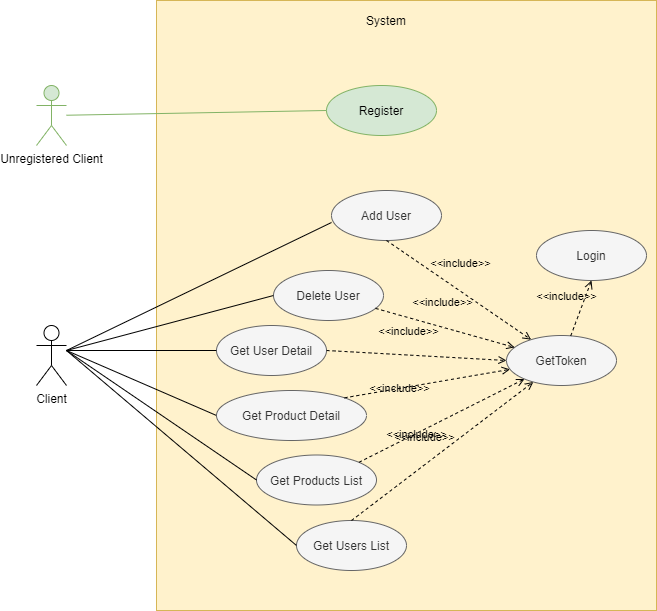 System
Register
Unregistered Client
Add User
<<include>>
Login
Delete User
<<include>>
<<include>>
<<include>>
Get User Detail
GetToken
Client
<<include>>
Get Product Detail
<<include>>
<<include>>
Get Products List
Get Users List